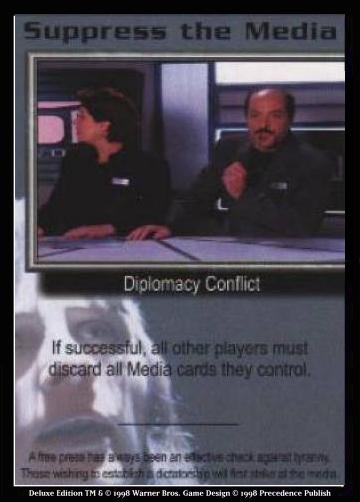 Suppress the Media
Diplomacy Conflict
If successful, all other players must
discard all Media cards they control.
A free press has always been an effective check against tyranny.
Those wishing to establish a dictatorship will first strike at the media.
Deluxe Edition TM & © 1998 Warner Bros. Game Design © 1998 Precedence Publish